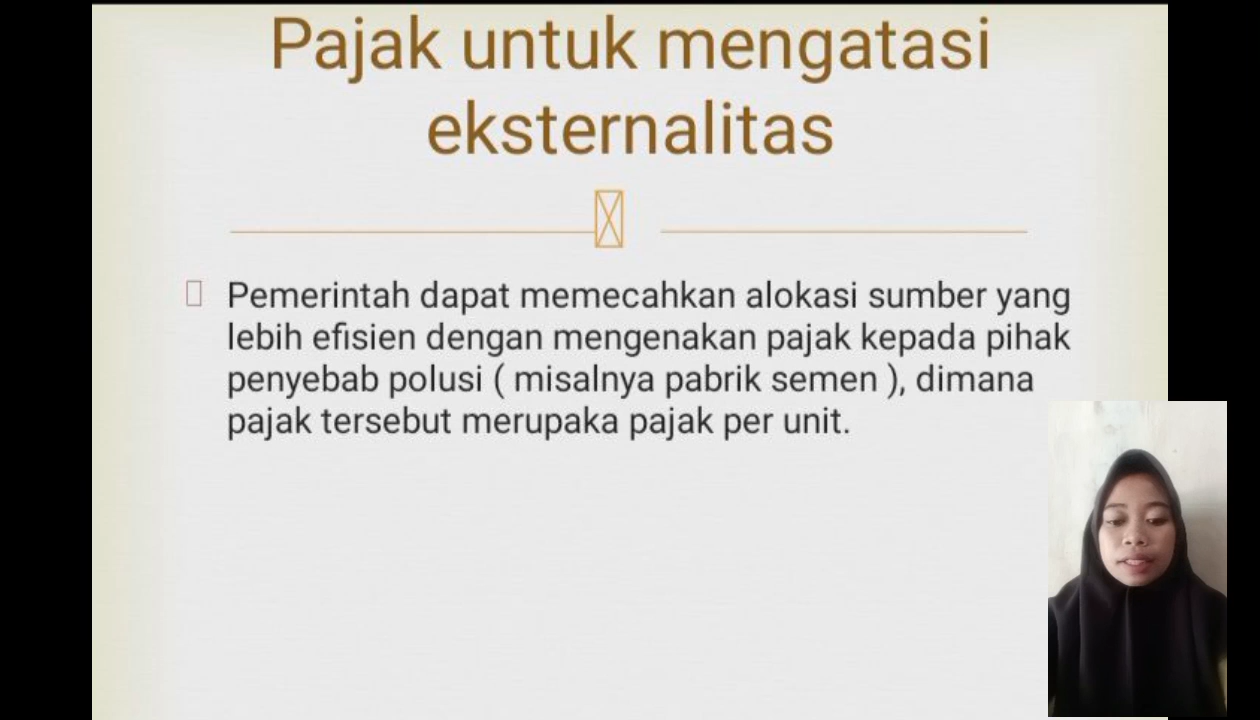 Pajak untuk mengatasi
eksternalitas
Pemerintah dapat memecahkan alokasi sumber yang
lebih efisien dengan mengenakan pajak kepada pihak
penyebab polusi ( misalnya pabrik semen ), dimana
pajak tersebut merupaka pajak per unit.